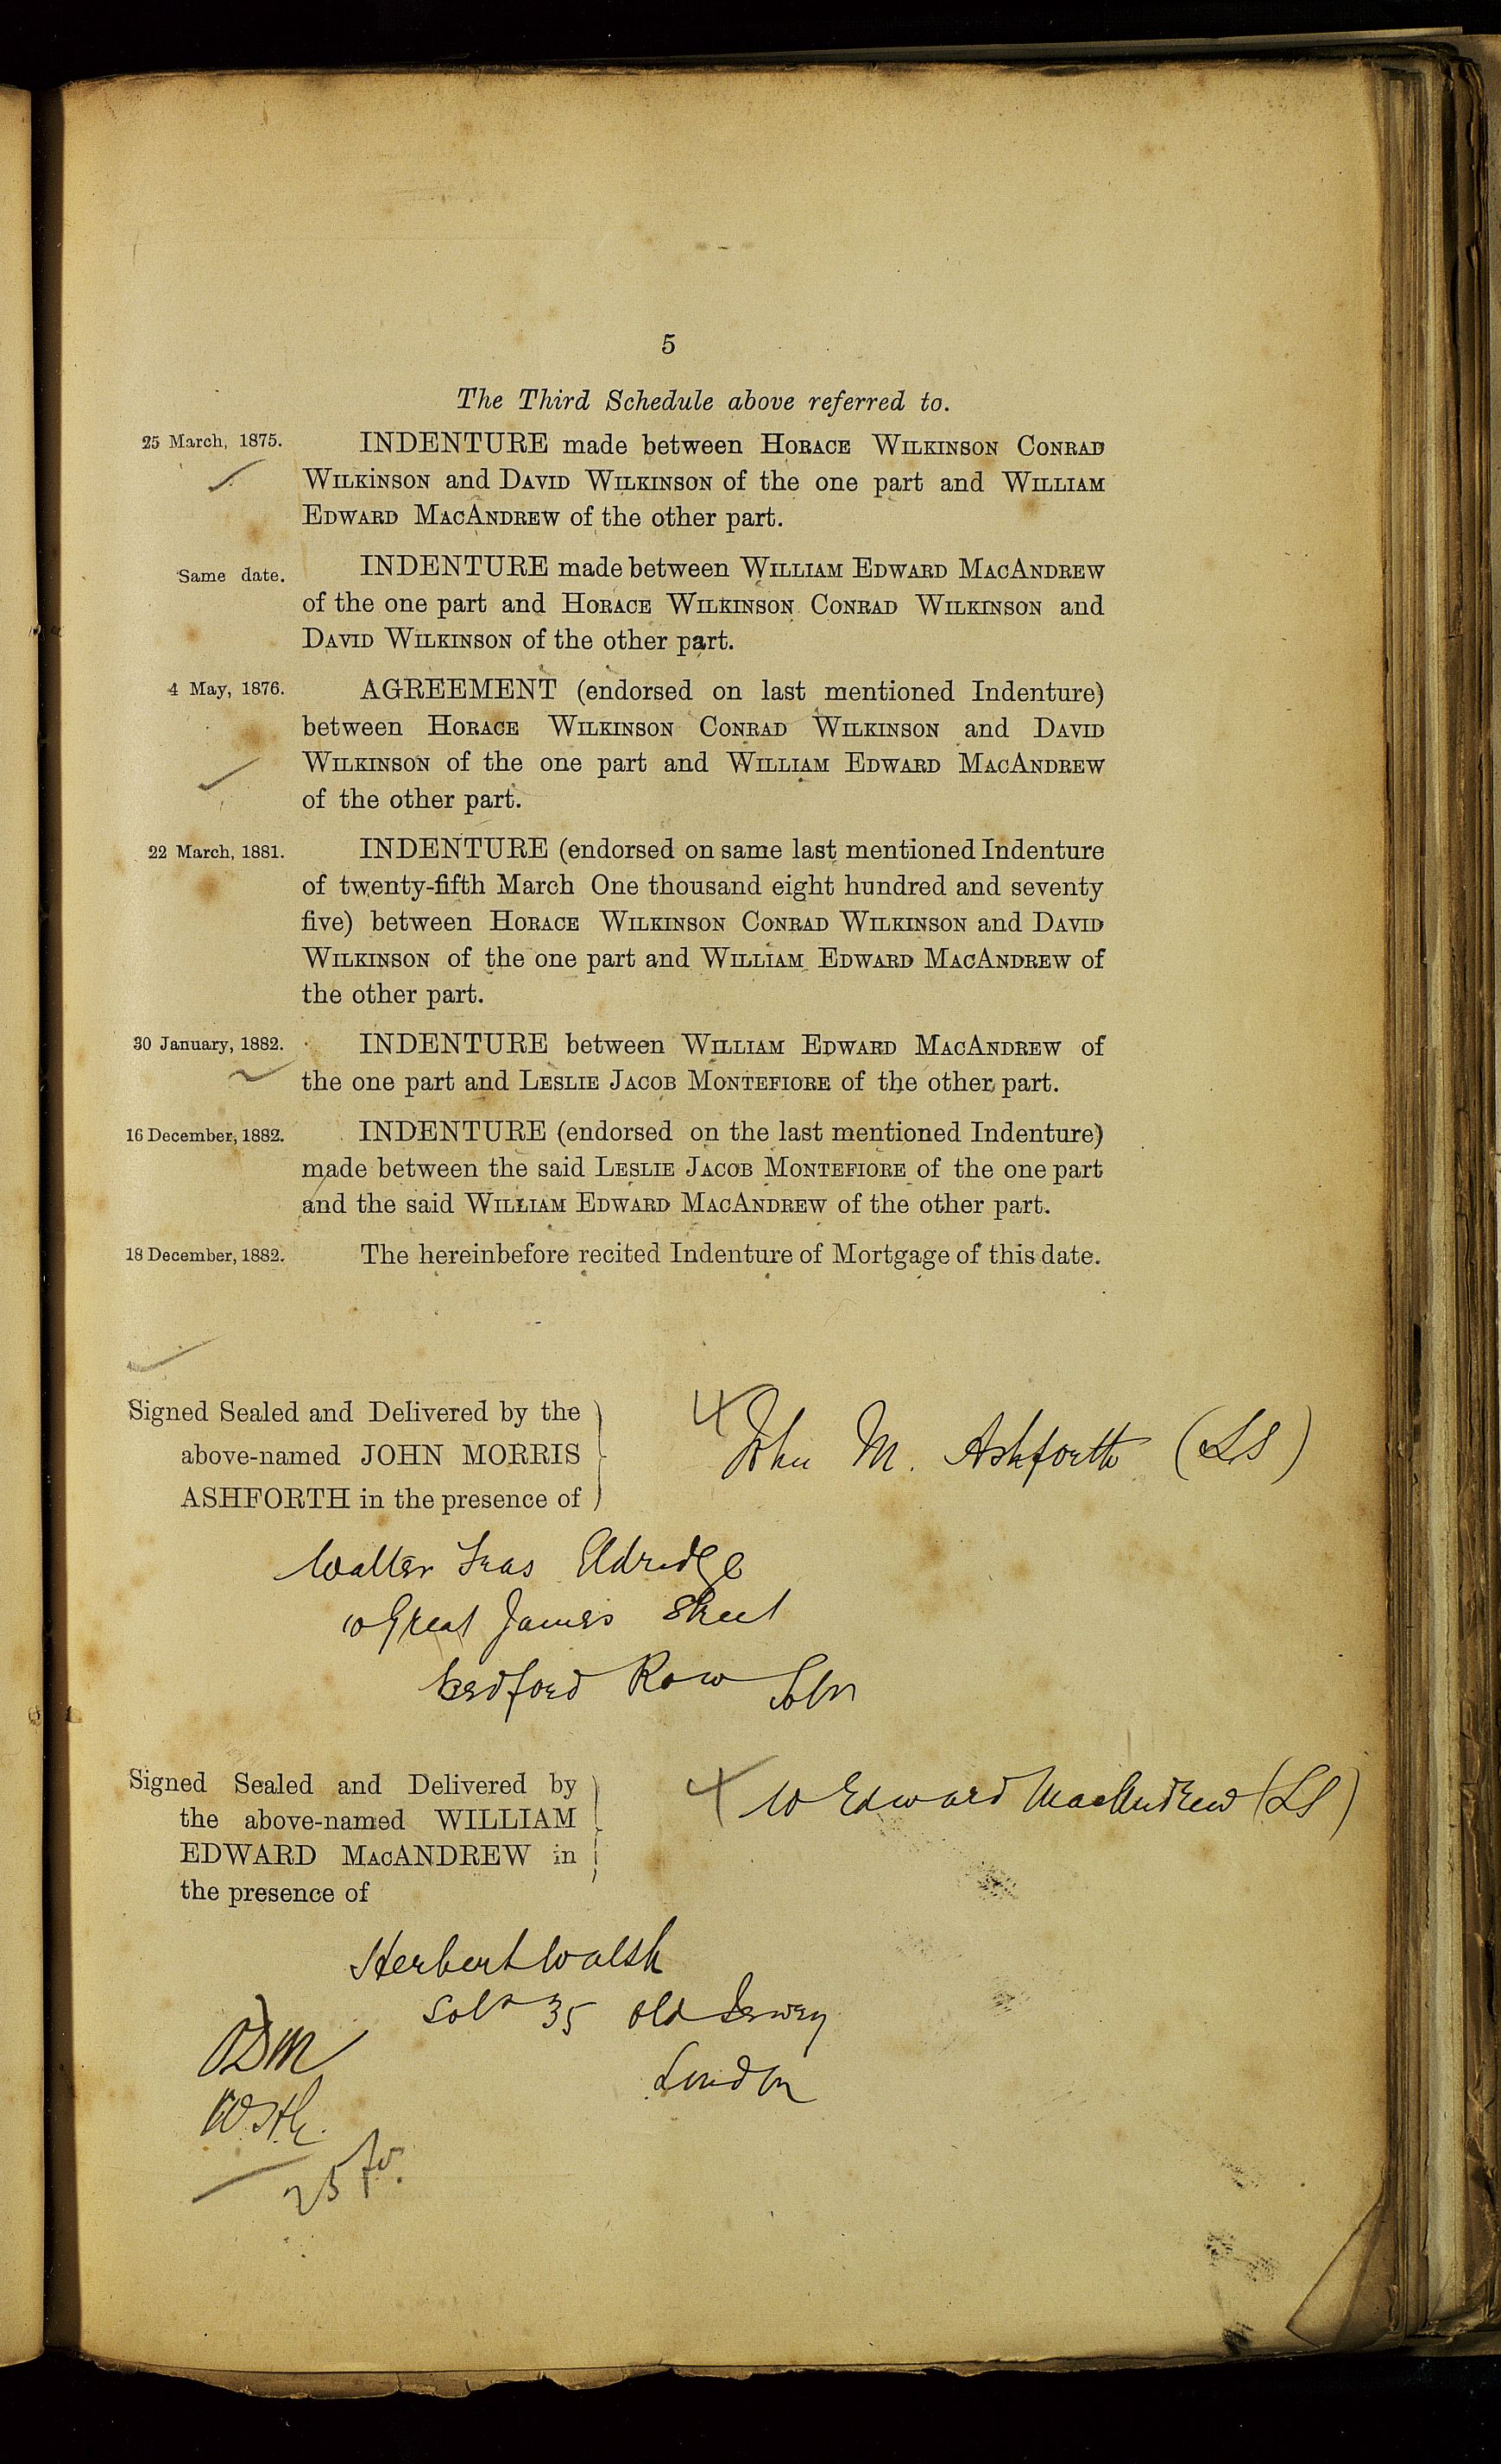 5
The Third Schedule above referred to.
25 March, 1875. INDENTURE made between HORACE WILKINSON CONRAD
WILKINSON and DAVID WILKINSON of the one part and WILLIAM
EDWARD MACANDREW of the other part.
Same date. INDENTURE made between WILLIAM EDWARD MACANDREW
of the one part and HORACE WILKINSON CONRAD WILKINSON and
DAVID WILKINSON of the other part.
4 May, 1876. AGREEMENT (endorsed on last mentioned Indenture)
between HORACE WILKINSON CONRAD WILKINSON and DAVID
WILKINSON of the one part and WILLIAM EDWARD MACANDREW
of the other part.
22 March, 1881. INDENTURE (endorsed on same last mentioned Indenture
of twenty-fifth March One thousand eight hundred and seventy
five) between HORACE WILKINSON CONRAD WILKINSON and DAVID
WILKINSON of the one part and WILLIAM EDWARD MACANDREW of
the other part.
30 January, 1882. INDENTURE between WILLIAM EDWARD MACANDREW of
the one part and LESLIE JACOB MONTEFIORE of the other part.
16 December, 1882. INDENTURE (endorsed on the last mentioned Indenture)
made between the said LESLIE JACOB MONTEFIORE of the one part
and the said WILLIAM EDWARD MACANDREW of the other part.
18 December, 1882. The hereinbefore recited Indenture of Mortgage of this date.
Signed Sealed and Delivered by the
above-named JOHN MORRIS
ASHFORTH in the presence of
John M. Ashforth (LS)
Walter Fras Eldridge
10 Great James Street
Bedford Row Solr
Signed Sealed and Delivered by
the above-named WILLIAM
EDWARD MACANDREW in
the presence of
W Edward MacAndrew (LS)
Herbert Walsh
Solr 35 Old Jewry
London
25 fo.